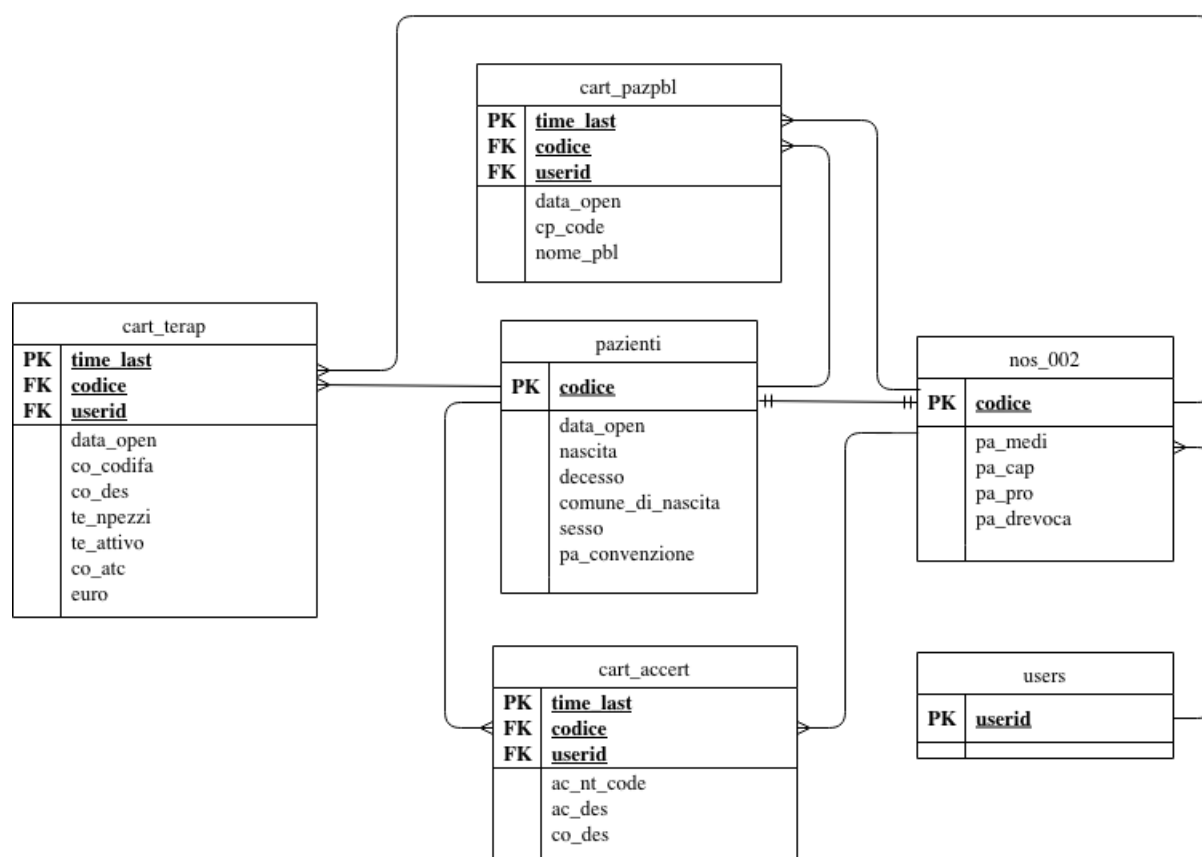 cart_pazpbl
PK time_last
FK codice
FK userid
data_open
cp_code
nome_pbl
cart_terap
PK time_last
FK codice
FK userid
data_open
co_codifa
co_des
te_npezzi
te_attivo
co_atc
euro
pazienti
PK codice
data_open
nascita
decesso
comune_di_nascita
sesso
pa_convenzione
nos_002
PK codice
pa_medi
pa_cap
pa_pro
pa_drevoca
cart_accert
PK time_last
FK codice
FK userid
ac_nt_code
ac_des
co_des
users
PK userid